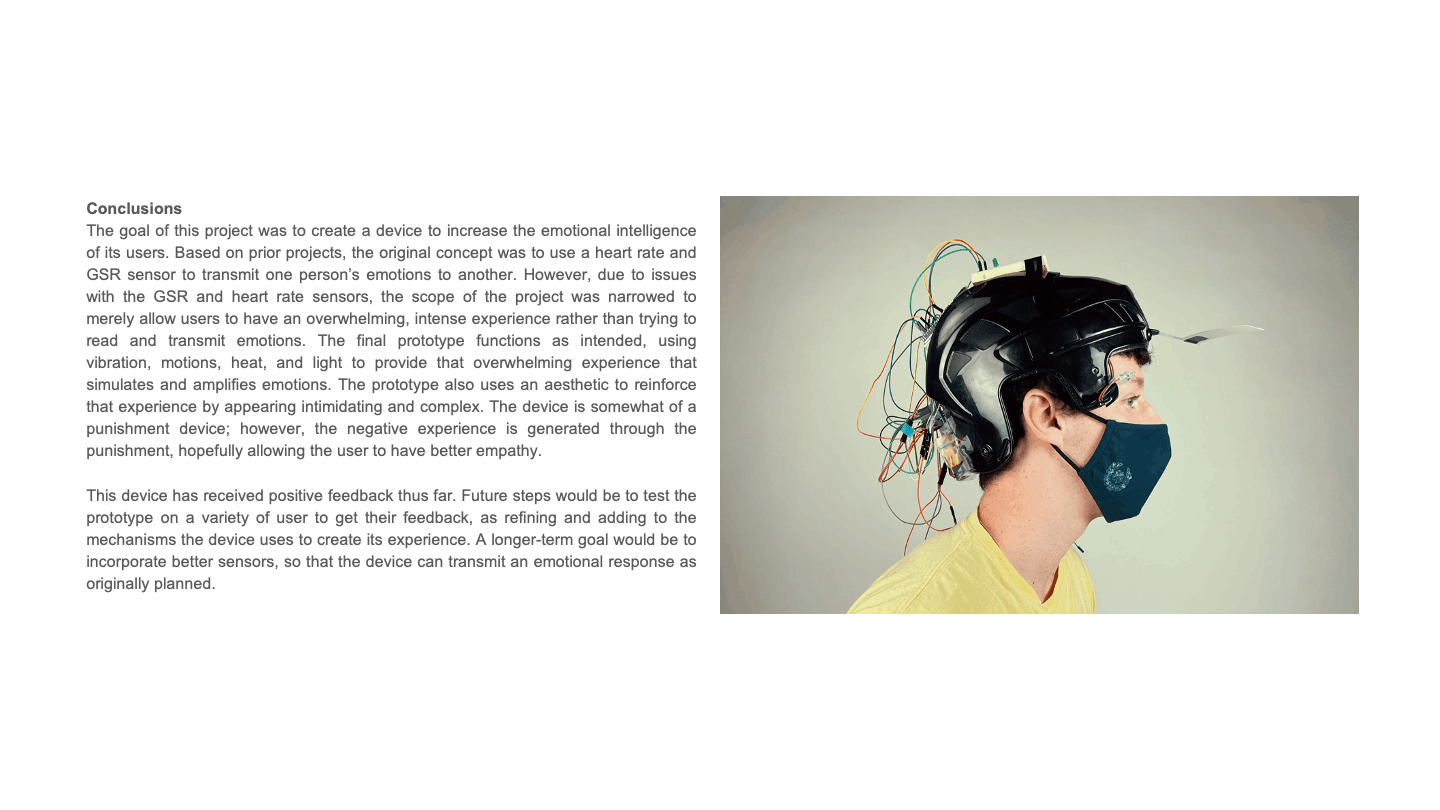 Conclusions
The goal of this project was to create a device to increase the emotional intelligence
of its users. Based on prior projects, the original concept was to use a heart rate and
GSR sensor to transmit one person’s emotions to another. However, due to issues
with the GSR and heart rate sensors, the scope of the project was narrowed to
merely allow users to have an overwhelming, intense experience rather than trying to
read and transmit emotions. The final prototype functions as intended, using
vibration, motions, heat, and light to provide that overwhelming experience that
simulates and amplifies emotions. The prototype also uses an aesthetic to reinforce
that experience by appearing intimidating and complex. The device is somewhat of a
punishment device; however, the negative experience is generated through the
punishment, hopefully allowing the user to have better empathy.
This device has received positive feedback thus far. Future steps would be to test the
prototype on a variety of user to get their feedback, as refining and adding to the
mechanisms the device uses to create its experience. A longer-term goal would be to
incorporate better sensors, so that the device can transmit an emotional response as
originally planned.